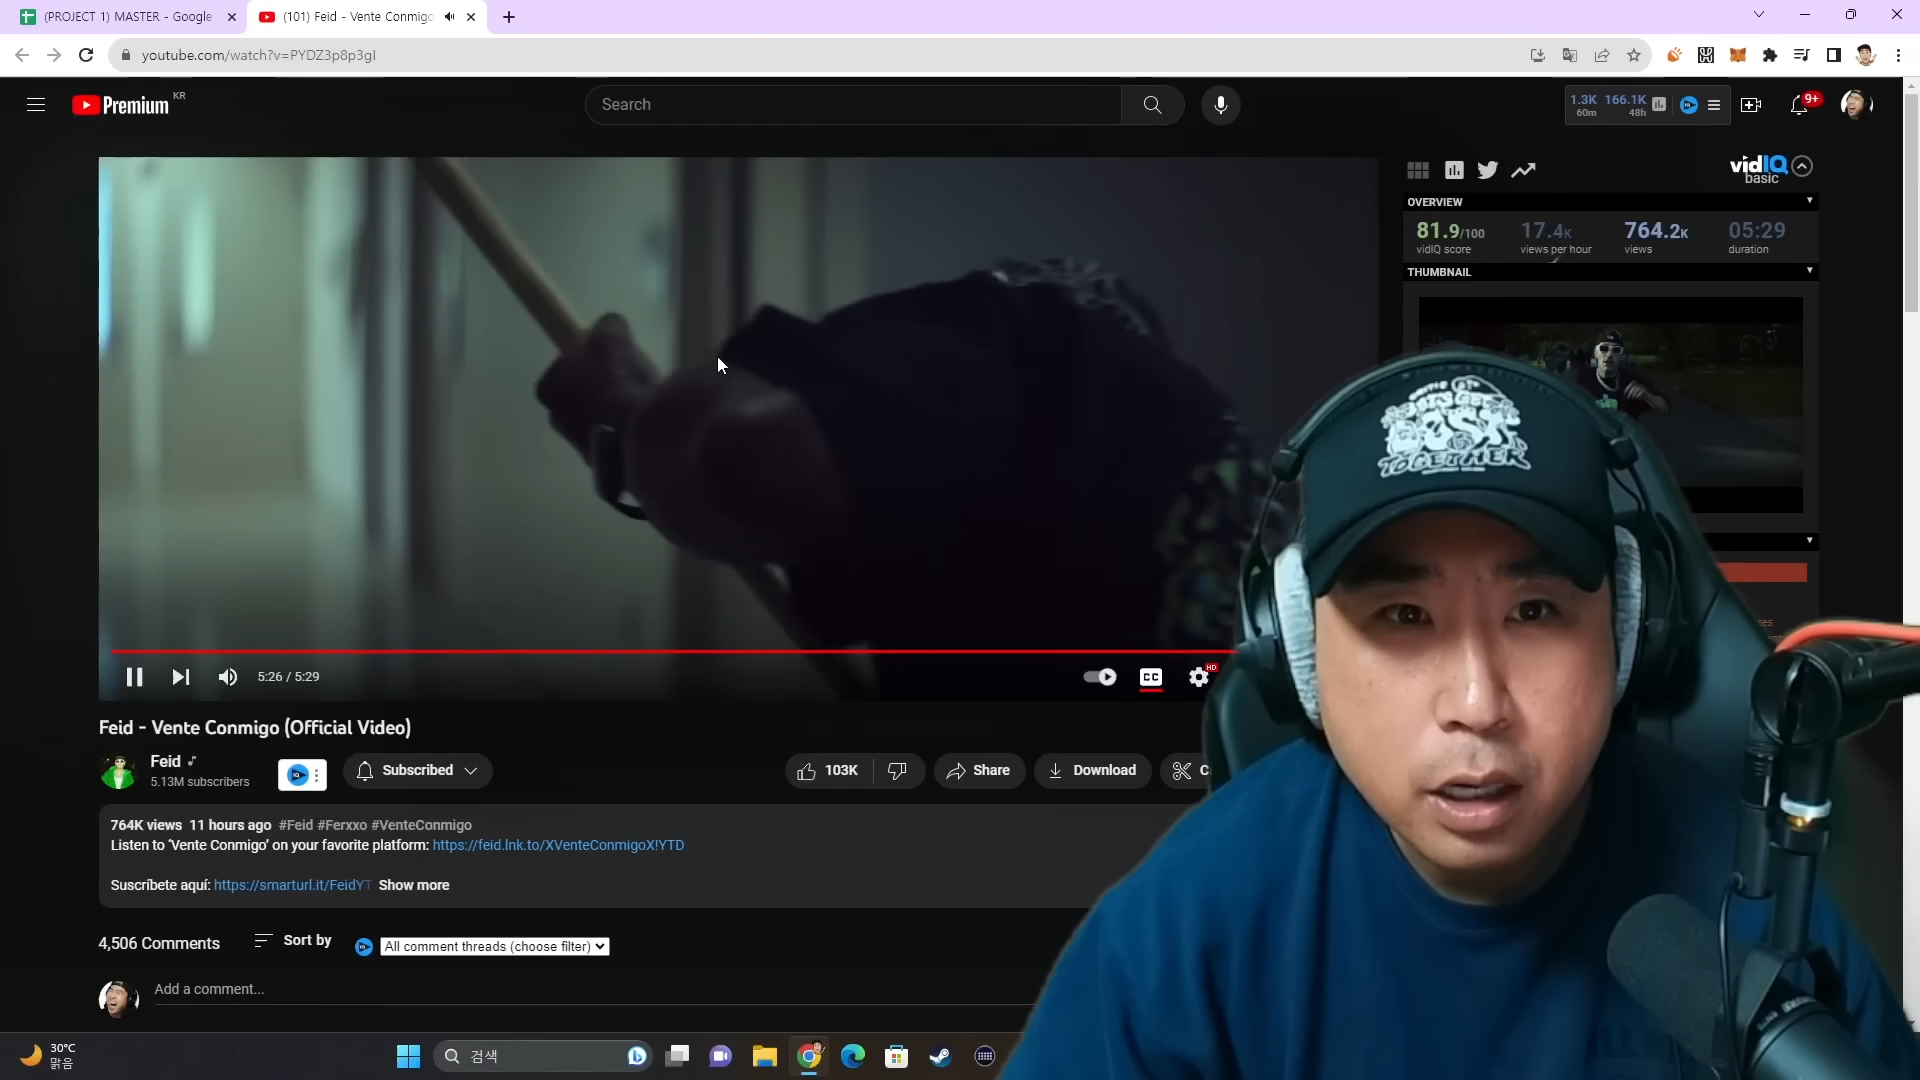 (PROJECT 1) MASTER - Google
(101) Feid - Vente Conmigo
youtube.com/watch?v=PYDZ3p8p3gI
Premium KR
Search
1.3K 166.1K
60m 48h
9+
vidIQ
basic
OVERVIEW
81.9/100 17.4K 764.2K 05:29
vidIQ score views per hour views duration
THUMBNAIL
TOGETHER
5:26 / 5:29
CC
HD
Feid - Vente Conmigo (Official Video)
Feid
5.13M subscribers
Subscribed
103K
Share
Download
C
764K views 11 hours ago #Feid #Ferxxo #VenteConmigo
Listen to ‘Vente Conmigo’ on your favorite platform: https://feid.lnk.to/XVenteConmigoX!YTD
Suscríbete aquí: https://smarturl.it/FeidYT Show more
4,506 Comments
Sort by
All comment threads (choose filter)
Add a comment...
30°C
맑음
검색